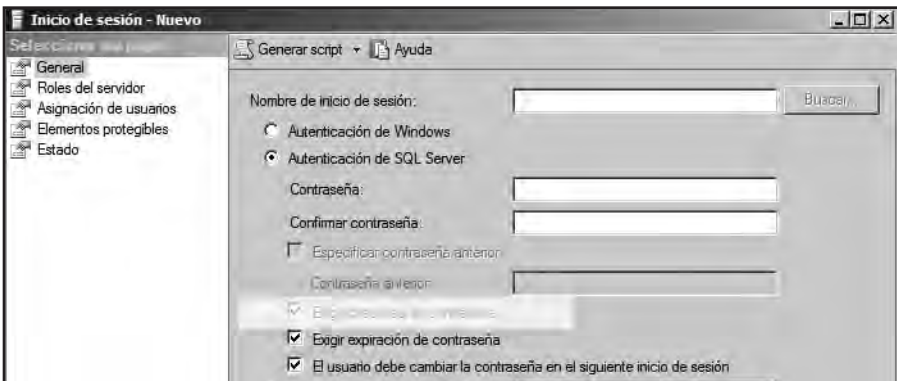 Inicio de sesión - Nuevo
Seleccionar
General
Roles del servidor
Asignación de usuarios
Elementos protegibles
Estado
Generar script
Ayuda
Nombre de inicio de sesión:
Buscar...
Autenticación de Windows
Autenticación de SQL Server
Contraseña:
Confirmar contraseña:
Especificar contraseña anterior
Contraseña anterior:
Exigir expiración de contraseña
El usuario debe cambiar la contraseña en el siguiente inicio de sesión